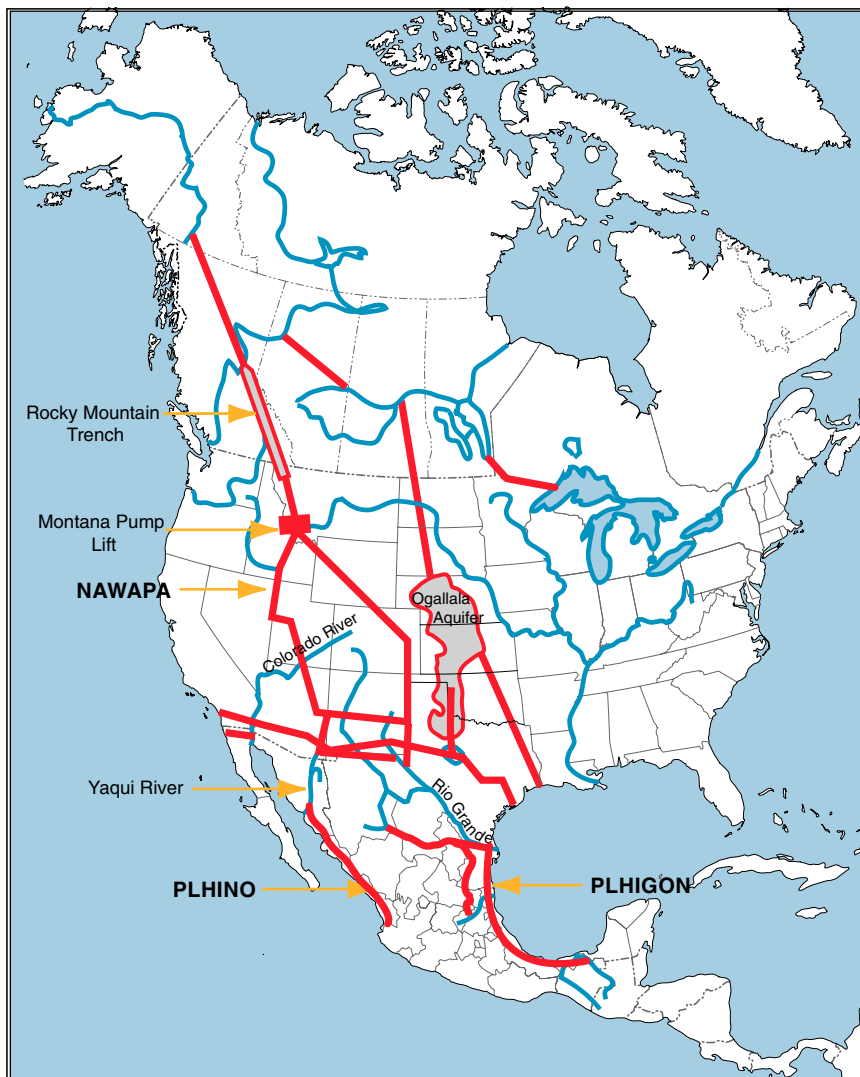 Rocky Mountain
Trench
Montana Pump
Lift
NAWAPA
Ogallala
Aquifer
Colorado River
Yaqui River
Rio Grande
PLHINO
PLHIGON